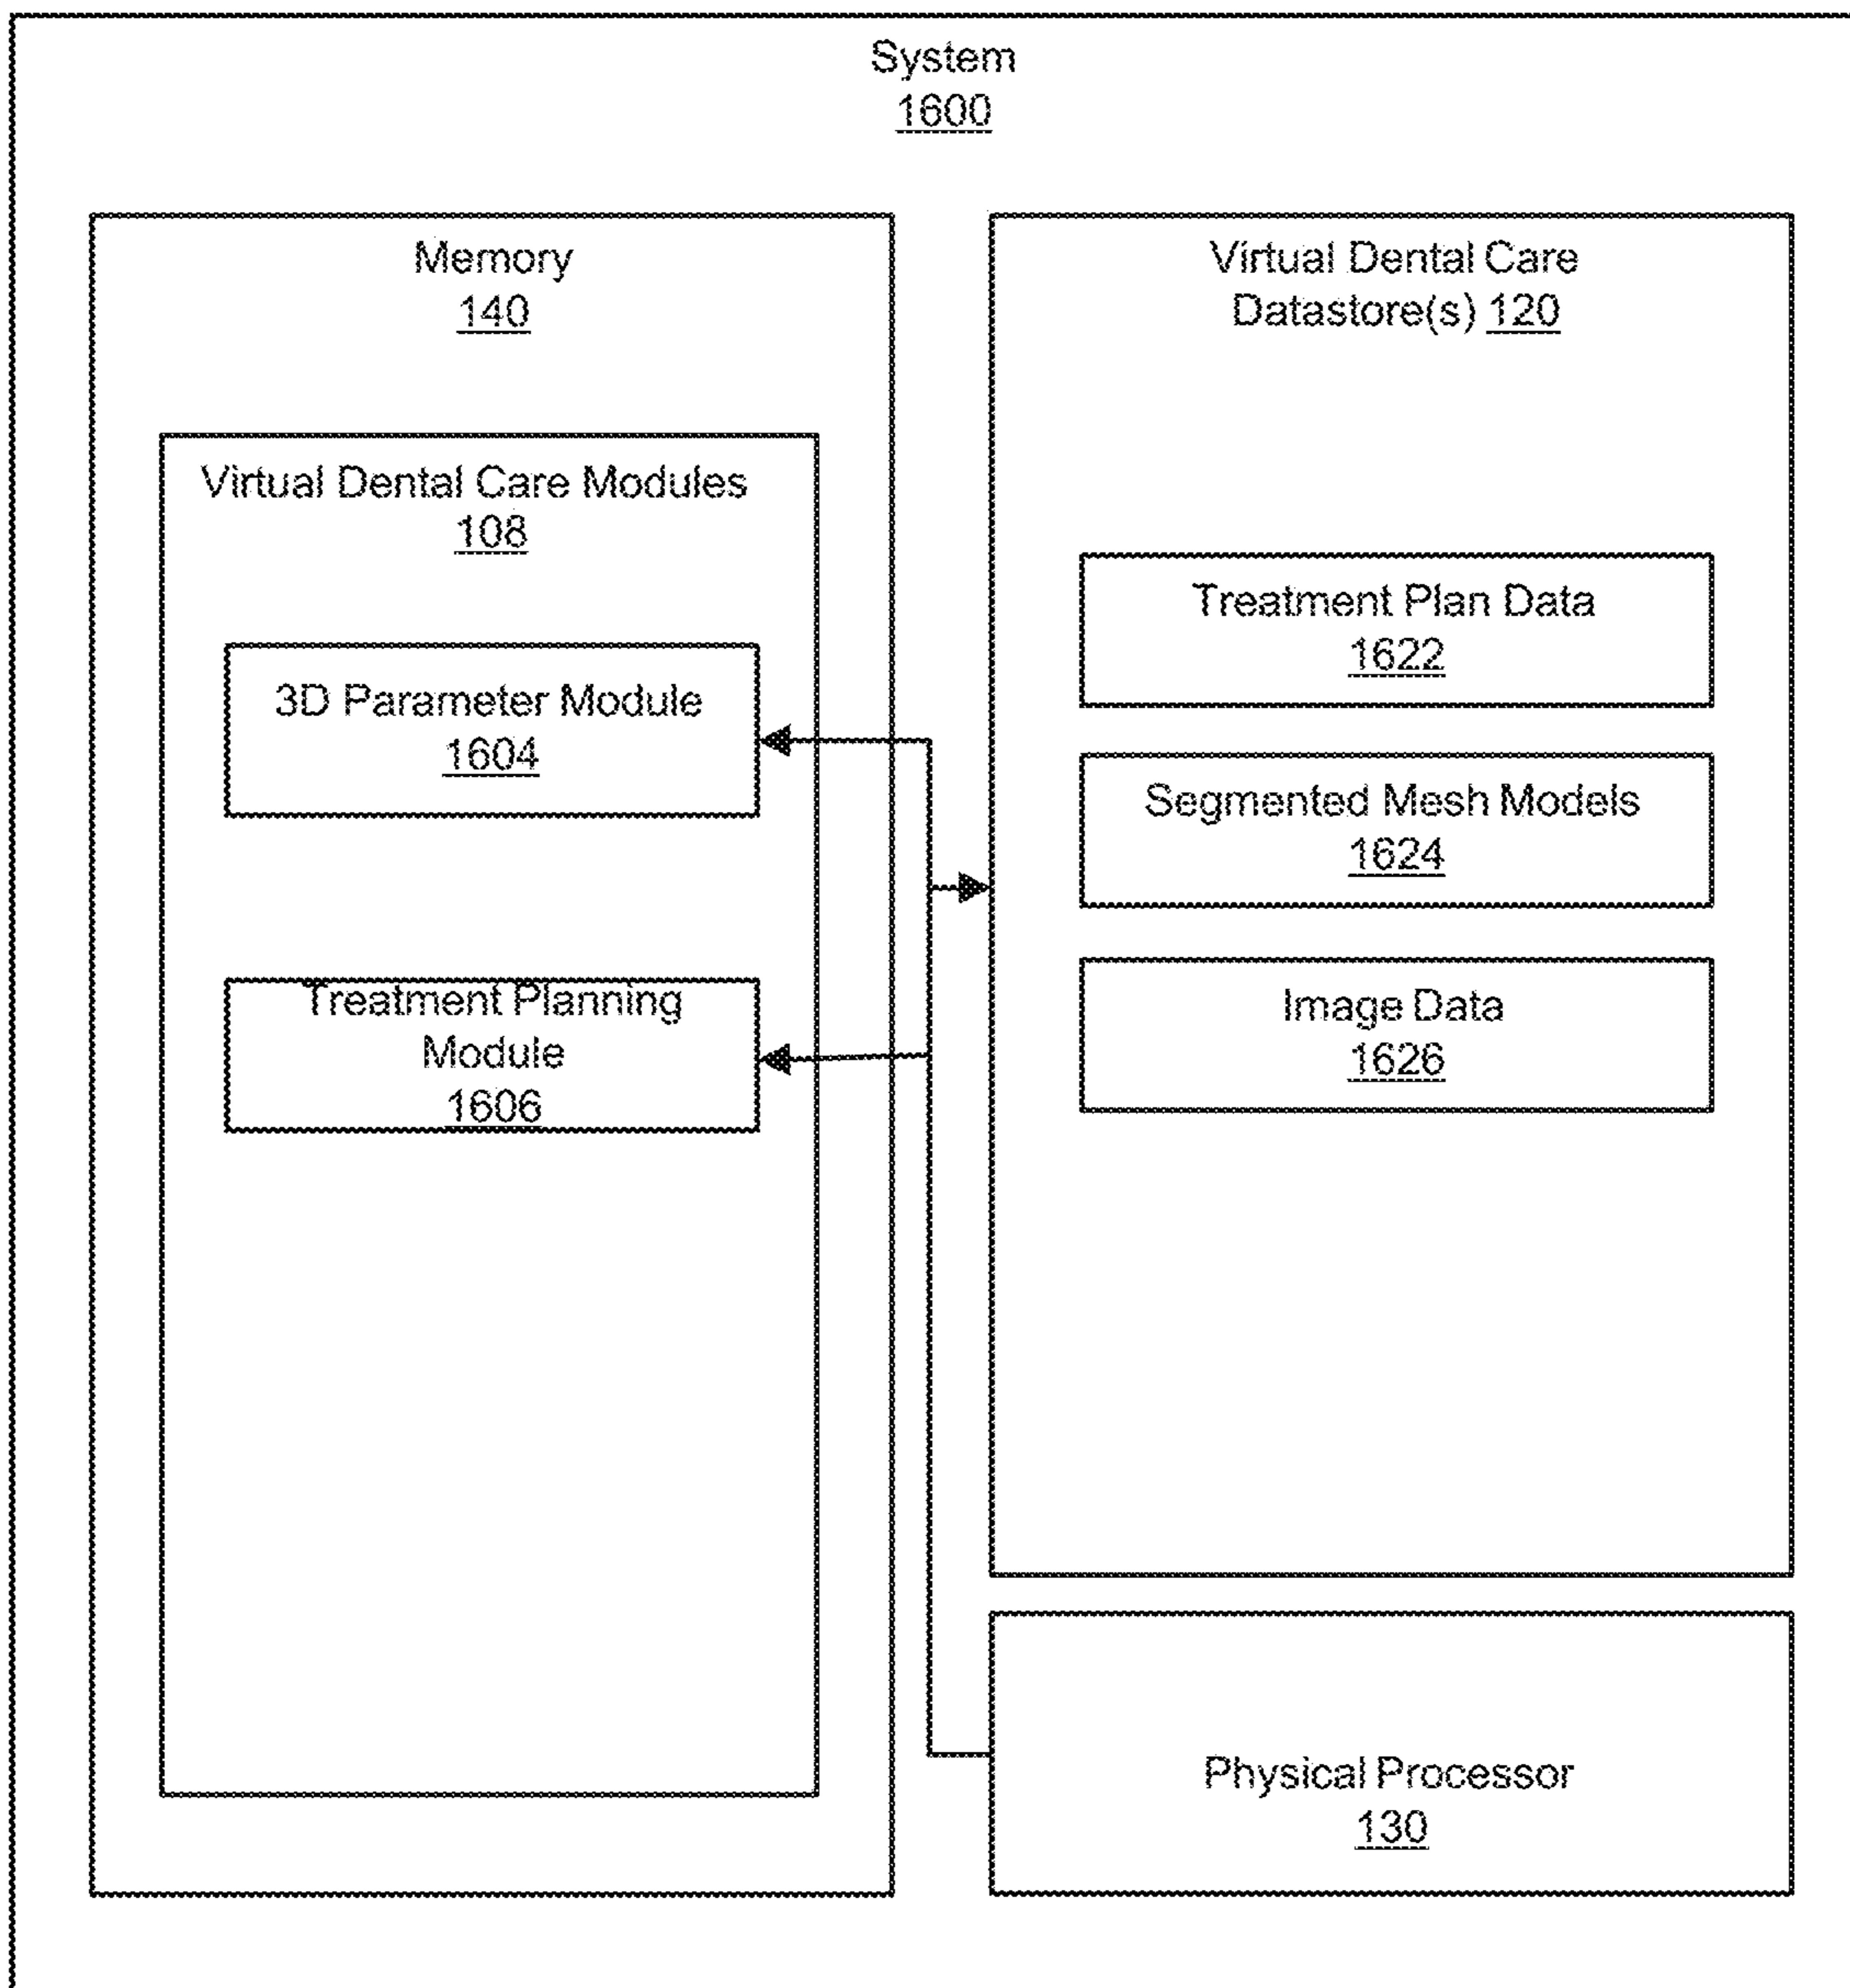 System
1600
Memory
140
Virtual Dental Care Modules
108
3D Parameter Module
1604
Treatment Planning
Module
1606
Virtual Dental Care
Datastore(s) 120
Treatment Plan Data
1622
Segmented Mesh Models
1624
Image Data
1626
Physical Processor
130